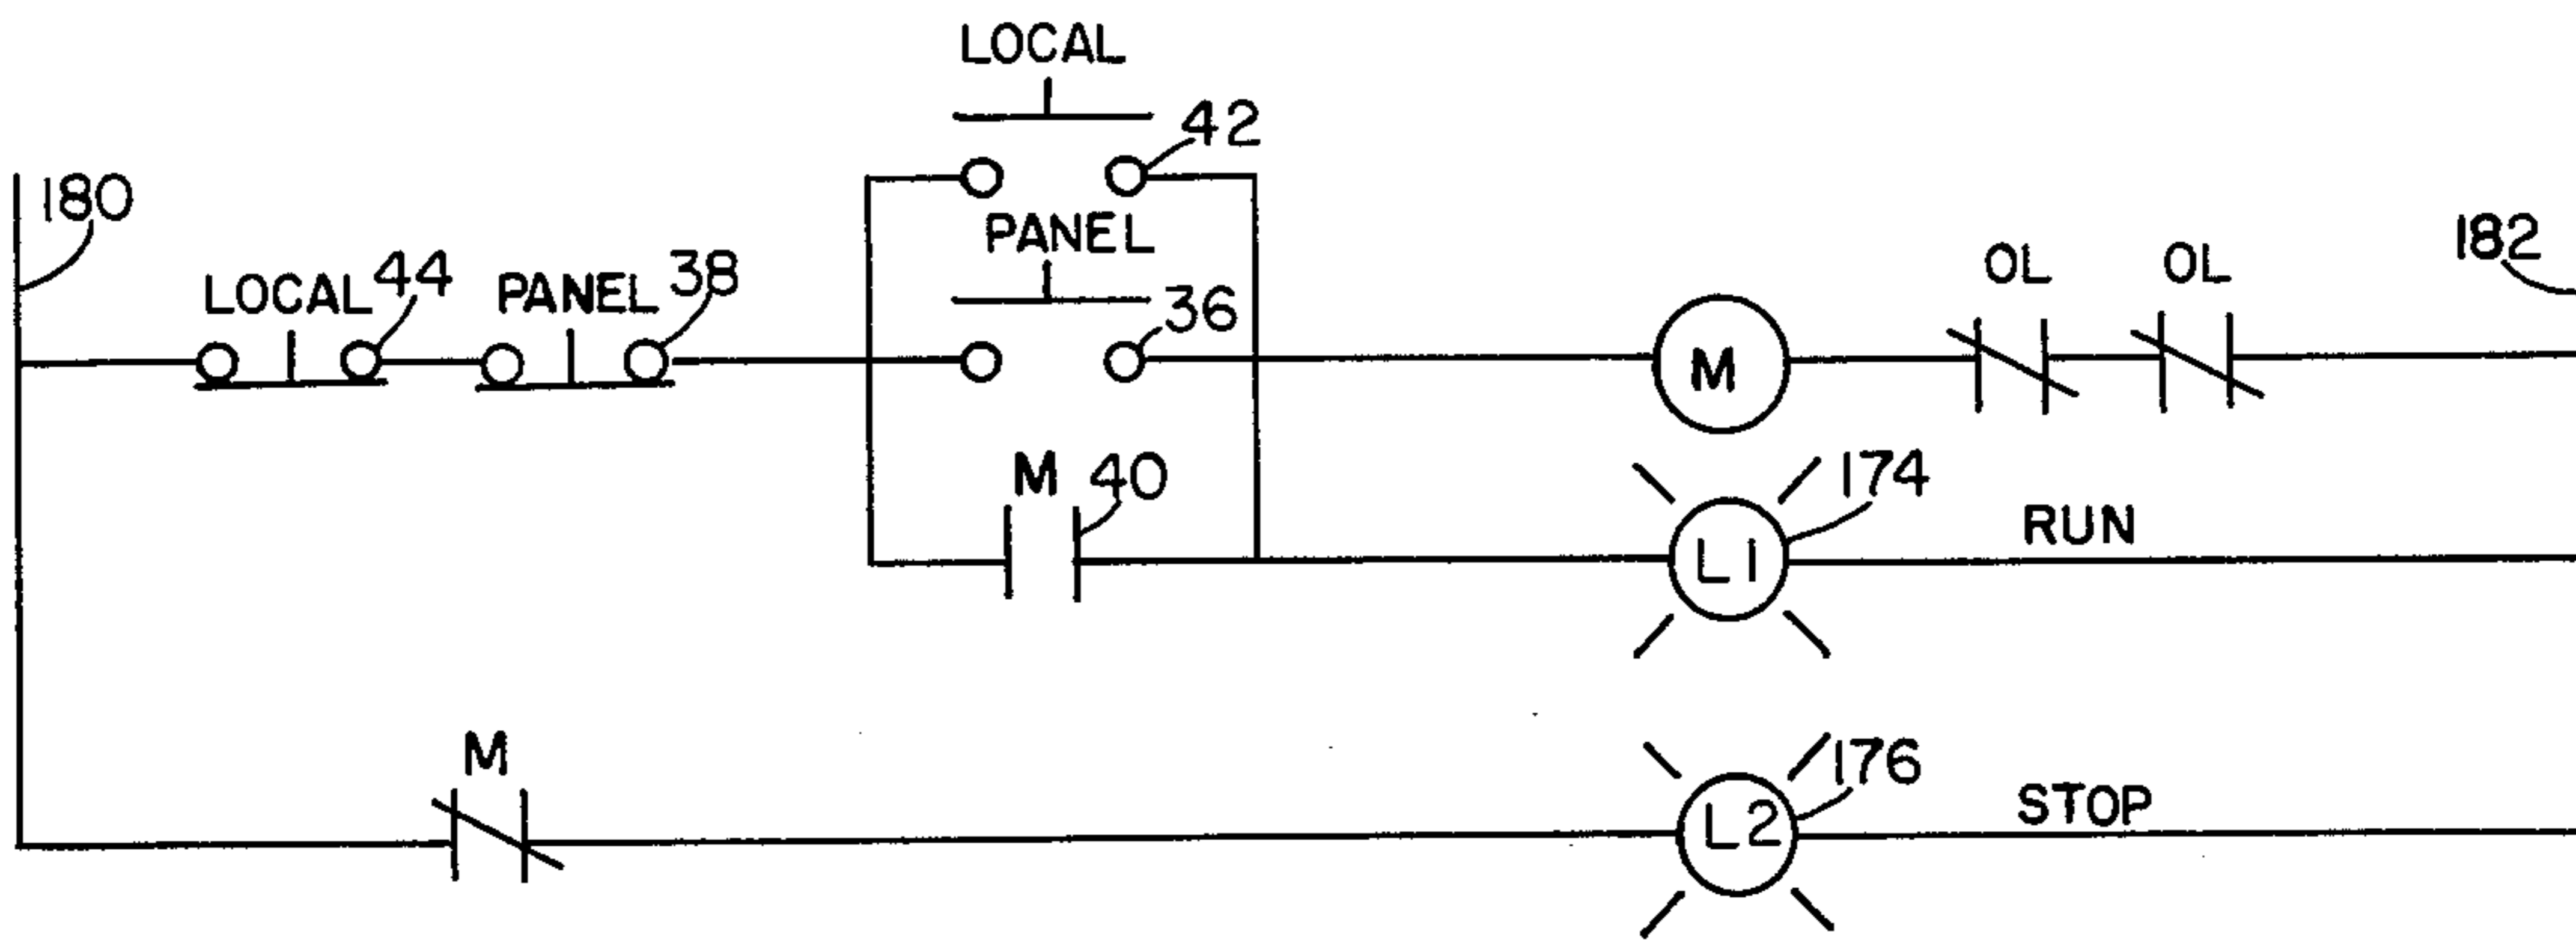 LOCAL
42
180
PANEL
182
LOCAL 44 PANEL 38
36
OL OL
M
M 40
174
L1
RUN
M
176
L2
STOP